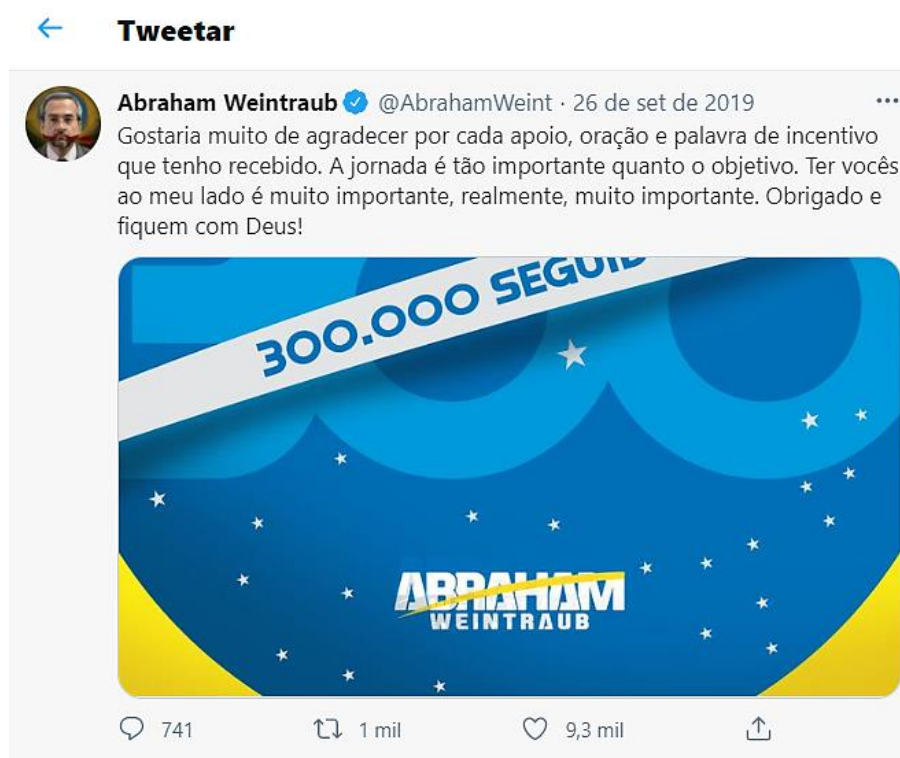 Tweetar
Abraham Weintraub @AbrahamWeint · 26 de set de 2019
Gostaria muito de agradecer por cada apoio, oração e palavra de incentivo
que tenho recebido. A jornada é tão importante quanto o objetivo. Ter vocês
ao meu lado é muito importante, realmente, muito importante. Obrigado e
fiquem com Deus!
300
300.000 SEGUID
ABRAHAM
WEINTRAUB
741 1 mil 9,3 mil